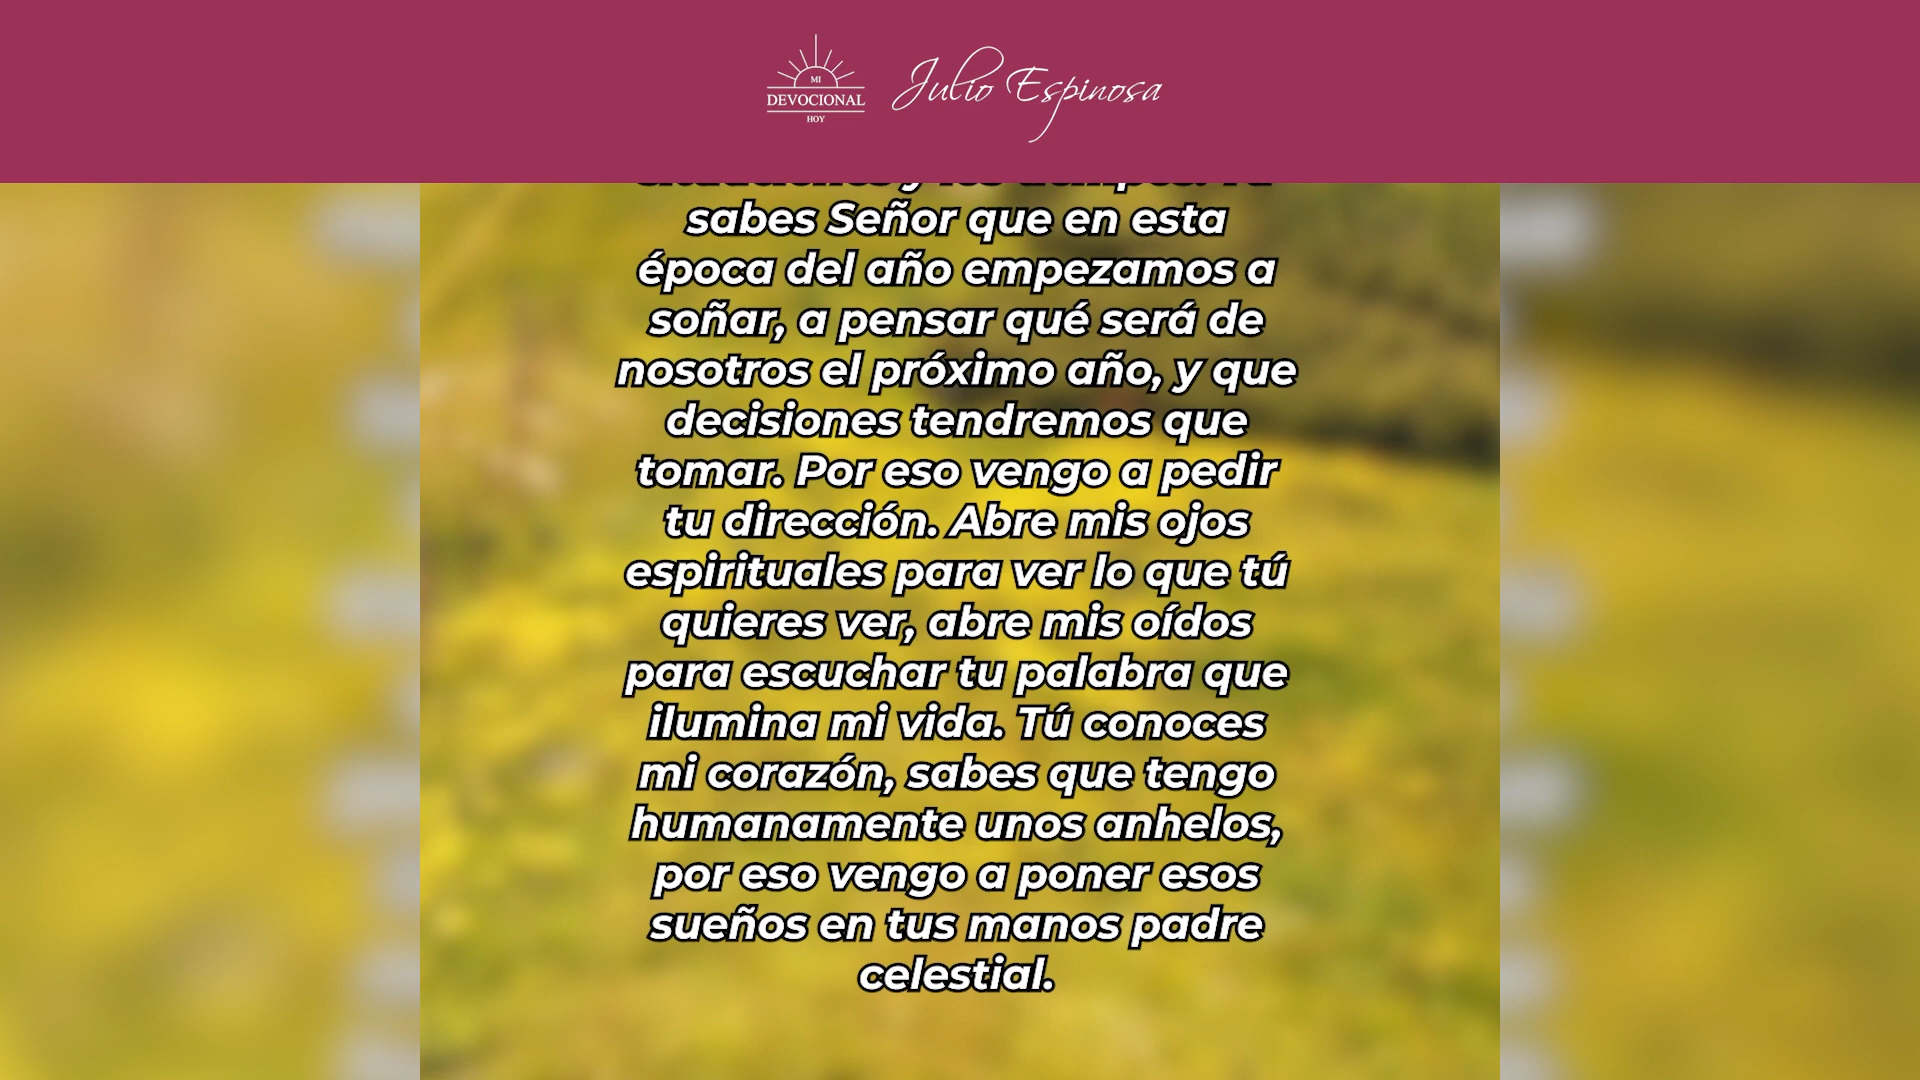 MI
DEVOCIONAL
HOY
Julio Espinosa
sabes Señor que en esta
época del año empezamos a
soñar, a pensar qué será de
nosotros el próximo año, y que
decisiones tendremos que
tomar. Por eso vengo a pedir
tu dirección. Abre mis ojos
espirituales para ver lo que tú
quieres ver, abre mis oídos
para escuchar tu palabra que
ilumina mi vida. Tú conoces
mi corazón, sabes que tengo
humanamente unos anhelos,
por eso vengo a poner esos
sueños en tus manos padre
celestial.